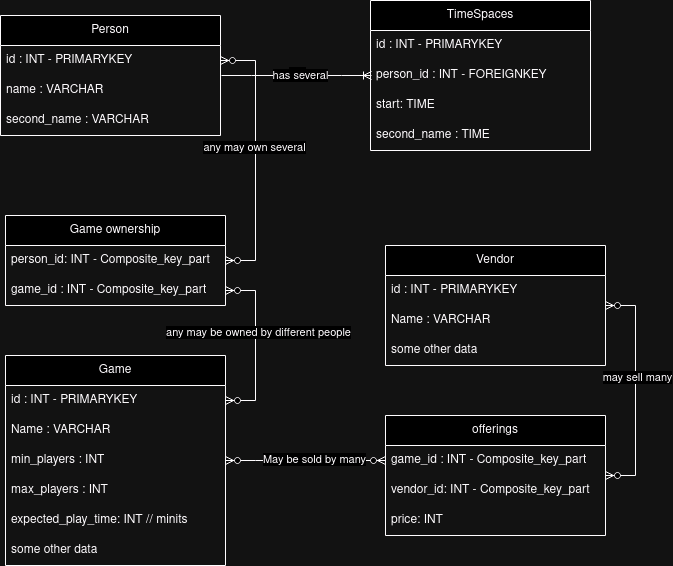 Person
id : INT - PRIMARYKEY
name : VARCHAR
second_name : VARCHAR
TimeSpaces
id : INT - PRIMARYKEY
person_id : INT - FOREIGNKEY
start: TIME
second_name : TIME
has several
any may own several
Game ownership
person_id: INT - Composite_key_part
game_id : INT - Composite_key_part
any may be owned by different people
Game
id : INT - PRIMARYKEY
Name : VARCHAR
min_players : INT
max_players : INT
expected_play_time: INT // minits
some other data
Vendor
id : INT - PRIMARYKEY
Name : VARCHAR
some other data
may sell many
May be sold by many
offerings
game_id : INT - Composite_key_part
vendor_id: INT - Composite_key_part
price: INT